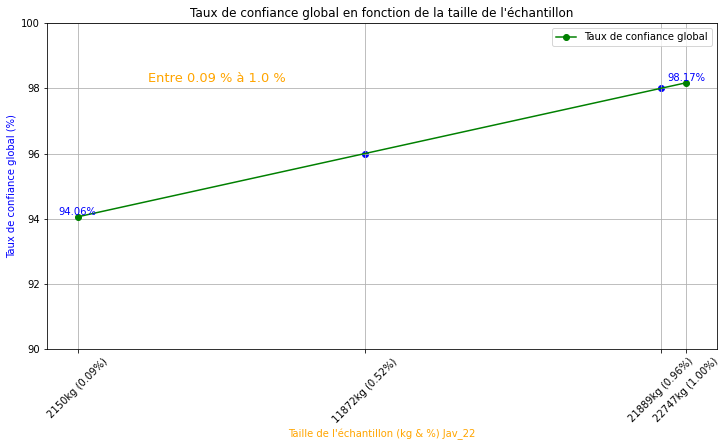 Taux de confiance global en fonction de la taille de l'échantillon
Taux de confiance global
Entre 0.09 % à 1.0 %
98.17%
94.06%
Taux de confiance global (%)
100
98
96
94
92
90
2150kg (0.09%)
11872kg (0.52%)
21889kg (0.96%)
22747kg (1.00%)
Taille de l'échantillon (kg & %) Jav_22